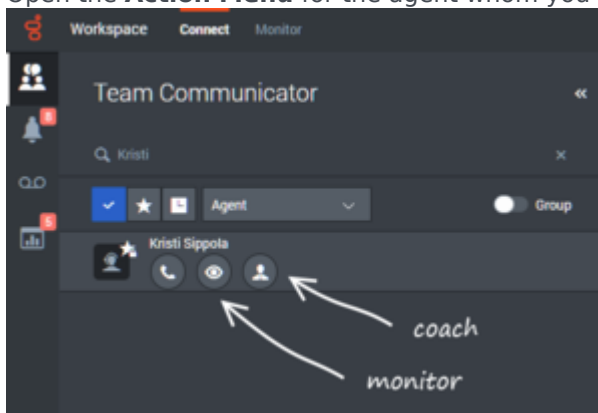 Open the Action Menu for the agent whom you
Workspace Connect Monitor
Team Communicator «
8
Kristi ×
Agent Group
5
Kristi Sippola
coach
monitor